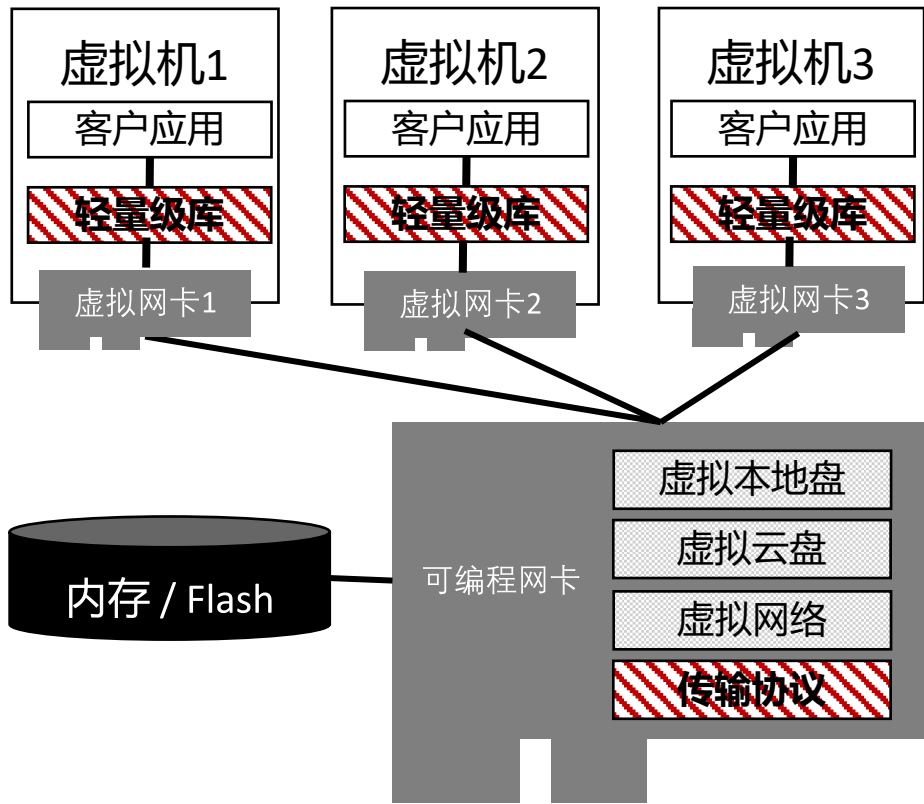 虚拟机1
客户应用
轻量级库
虚拟网卡1
虚拟机2
客户应用
轻量级库
虚拟网卡2
虚拟机3
客户应用
轻量级库
虚拟网卡3
内存 / Flash
可编程网卡
虚拟本地盘
虚拟云盘
虚拟网络
传输协议